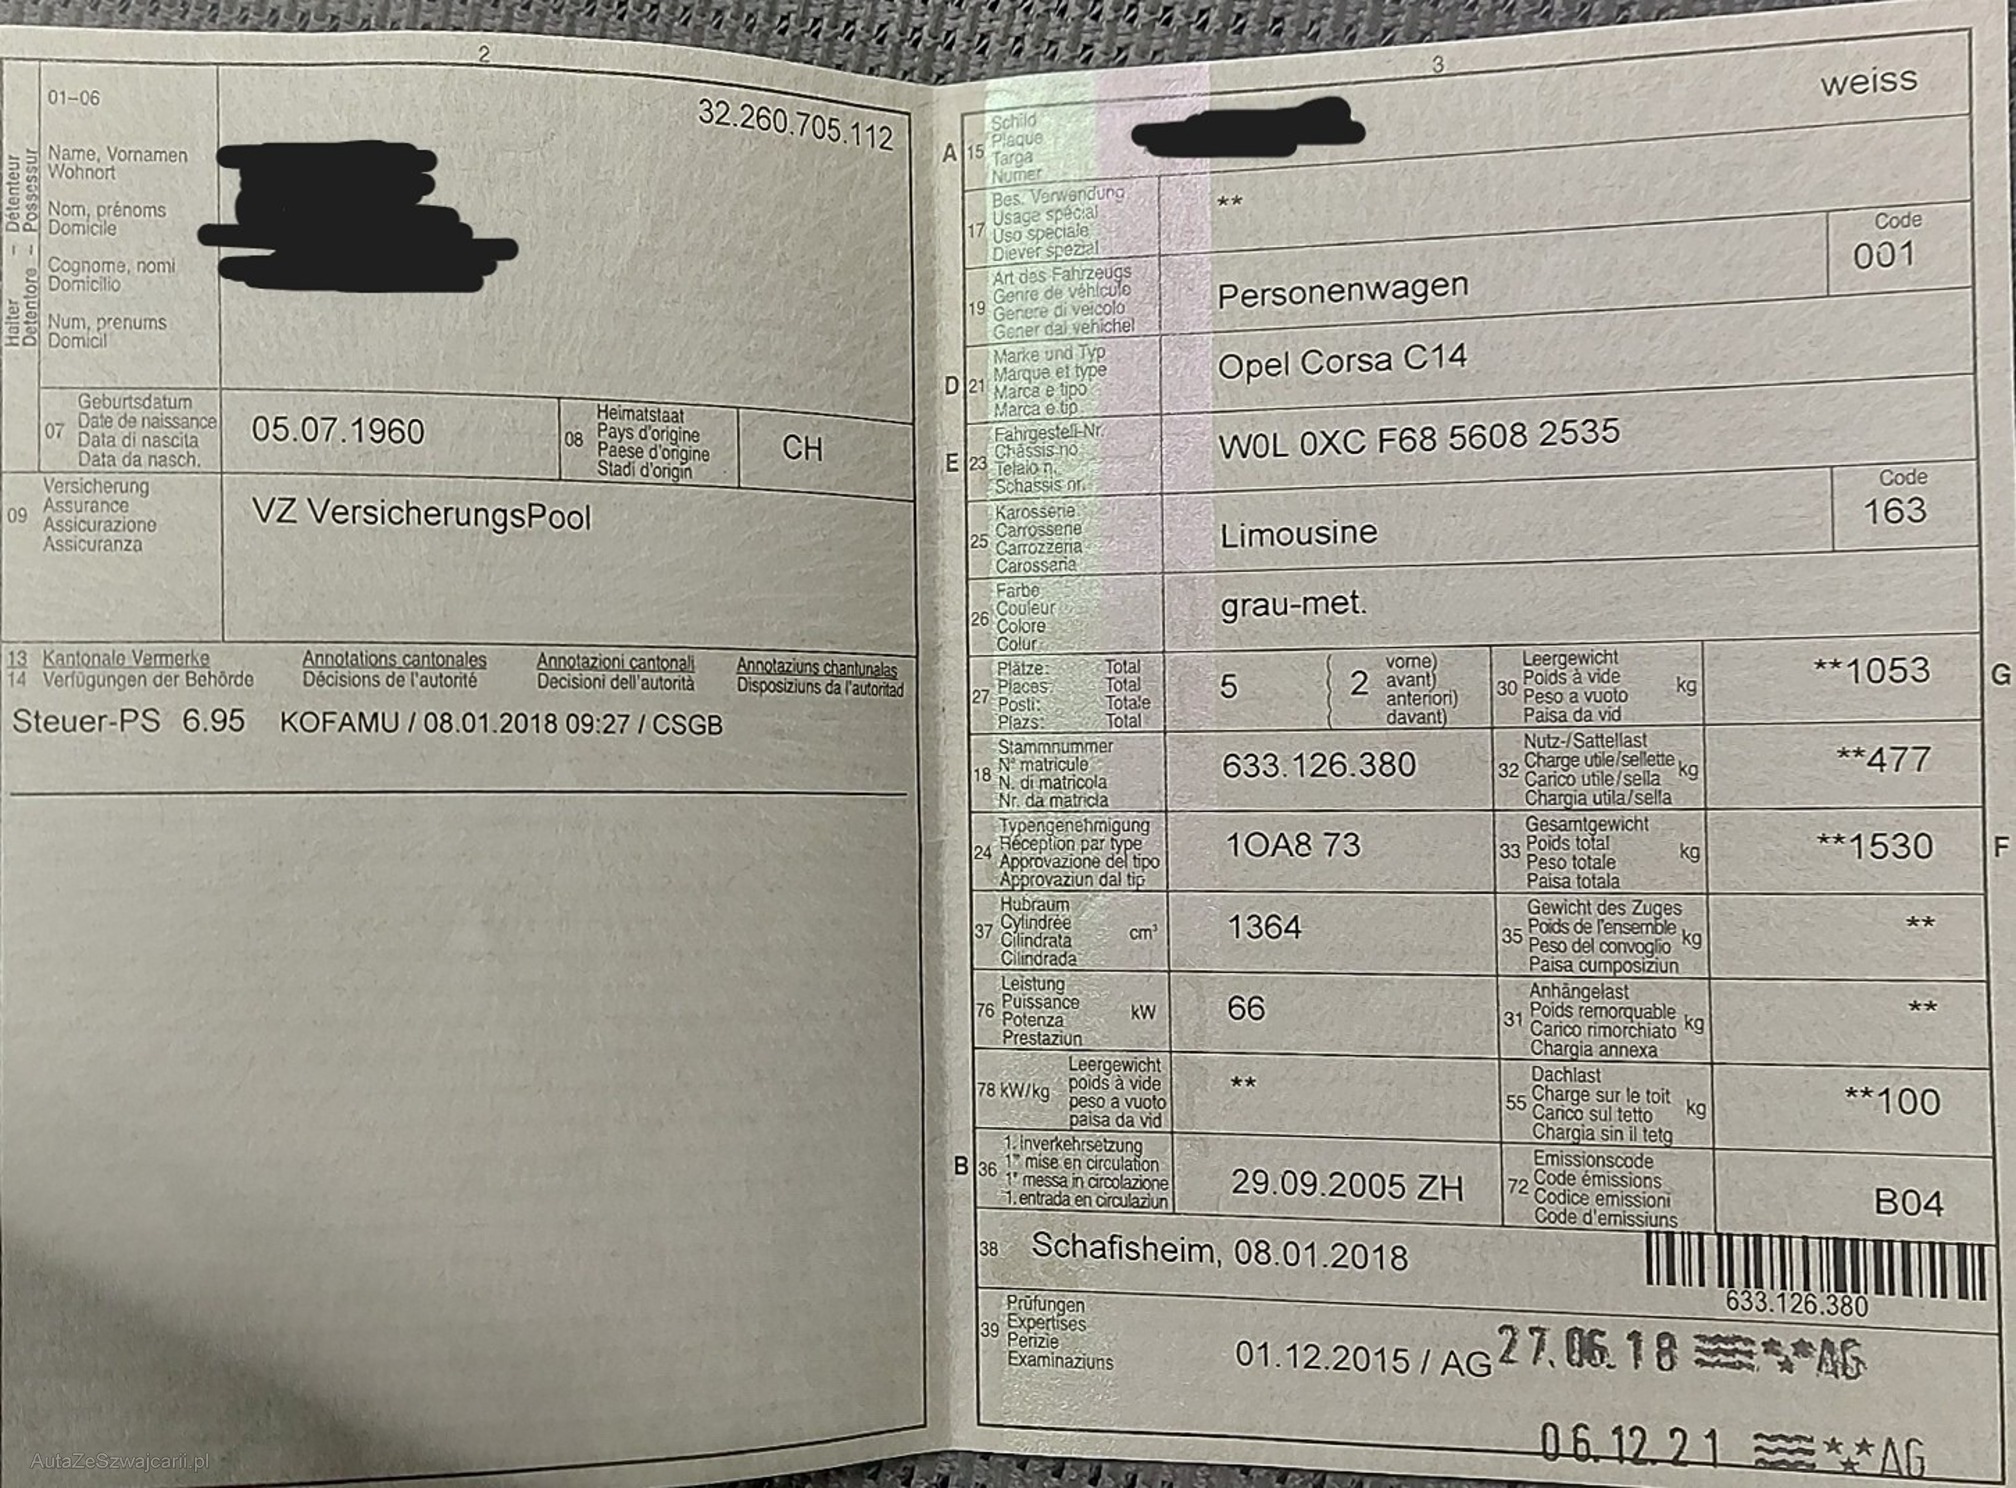 2
01-06
32.260.705.112
Halter – Détenteur
Detentore – Possessur
Name, Vornamen
Wohnort
Nom, prénoms
Domicile
Cognome, nomi
Domicilio
Num, prenums
Domicil
07
Geburtsdatum
Date de naissance
Data di nascita
Data da nasch.
05.07.1960
08
Heimatstaat
Pays d'origine
Paese d'origine
Stadi d'origin
CH
09
Versicherung
Assurance
Assicurazione
Assicuranza
VZ VersicherungsPool
13 Kantonale Vermerke Annotations cantonales Annotazioni cantonali Annotaziuns chantunalas
14 Verfügungen der Behörde Décisions de l'autorité Decisioni dell'autorità Disposiziuns da l'autoritad
Steuer-PS 6.95 KOFAMU / 08.01.2018 09:27 / CSGB
AutaZeSzwajcarii.pl
3
weiss
A 15
Schild
Plaque
Targa
Numer
17
Bes. Verwendung
Usage spécial
Uso speciale
Diever spezial
**
19
Art des Fahrzeugs
Genre de véhicule
Genere di veicolo
Gener dal vehichel
Personenwagen
Code
001
D 21
Marke und Typ
Marque et type
Marca e tipo
Marca e tip
Opel Corsa C14
E 23
Fahrgestell-Nr.
Châssis no
Telaio n.
Schassis nr.
W0L 0XC F68 5608 2535
25
Karosserie
Carrosserie
Carrozzeria
Carossaria
Limousine
Code
163
26
Farbe
Couleur
Colore
Colur
grau-met.
27
Plätze: Total
Places: Total
Posti: Totale
Plazs: Total
5
2
vorne)
avant)
anteriori)
davant)
30
Leergewicht
Poids à vide
Peso a vuoto
Paisa da vid
kg
**1053
G
18
Stammnummer
N° matricule
N. di matricola
Nr. da matricla
633.126.380
32
Nutz-/Sattellast
Charge utile/sellette
Carico utile/sella
Chargia utila/sella
kg
**477
24
Typengenehmigung
Réception par type
Approvazione del tipo
Approvaziun dal tip
1OA8 73
33
Gesamtgewicht
Poids total
Peso totale
Paisa totala
kg
**1530
F
37
Hubraum
Cylindrée
Cilindrata
Cilindrada
cm³
1364
35
Gewicht des Zuges
Poids de l'ensemble
Peso del convoglio
Paisa cumposiziun
kg
**
76
Leistung
Puissance
Potenza
Prestaziun
kW
66
31
Anhängelast
Poids remorquable
Carico rimorchiato
Chargia annexa
kg
**
78 kW/kg
Leergewicht
poids à vide
peso a vuoto
paisa da vid
**
55
Dachlast
Charge sur le toit
Carico sul tetto
Chargia sin il tetg
kg
**100
B 36
1. Inverkehrsetzung
1re mise en circulation
1a messa in circolazione
1. entrada en circulaziun
29.09.2005 ZH
72
Emissionscode
Code émissions
Codice emissioni
Code d'emissiuns
B04
38 Schafisheim, 08.01.2018
633.126.380
39
Prüfungen
Expertises
Perizie
Examinaziuns
01.12.2015 / AG 27.06.18 AG
06.12.21 AG